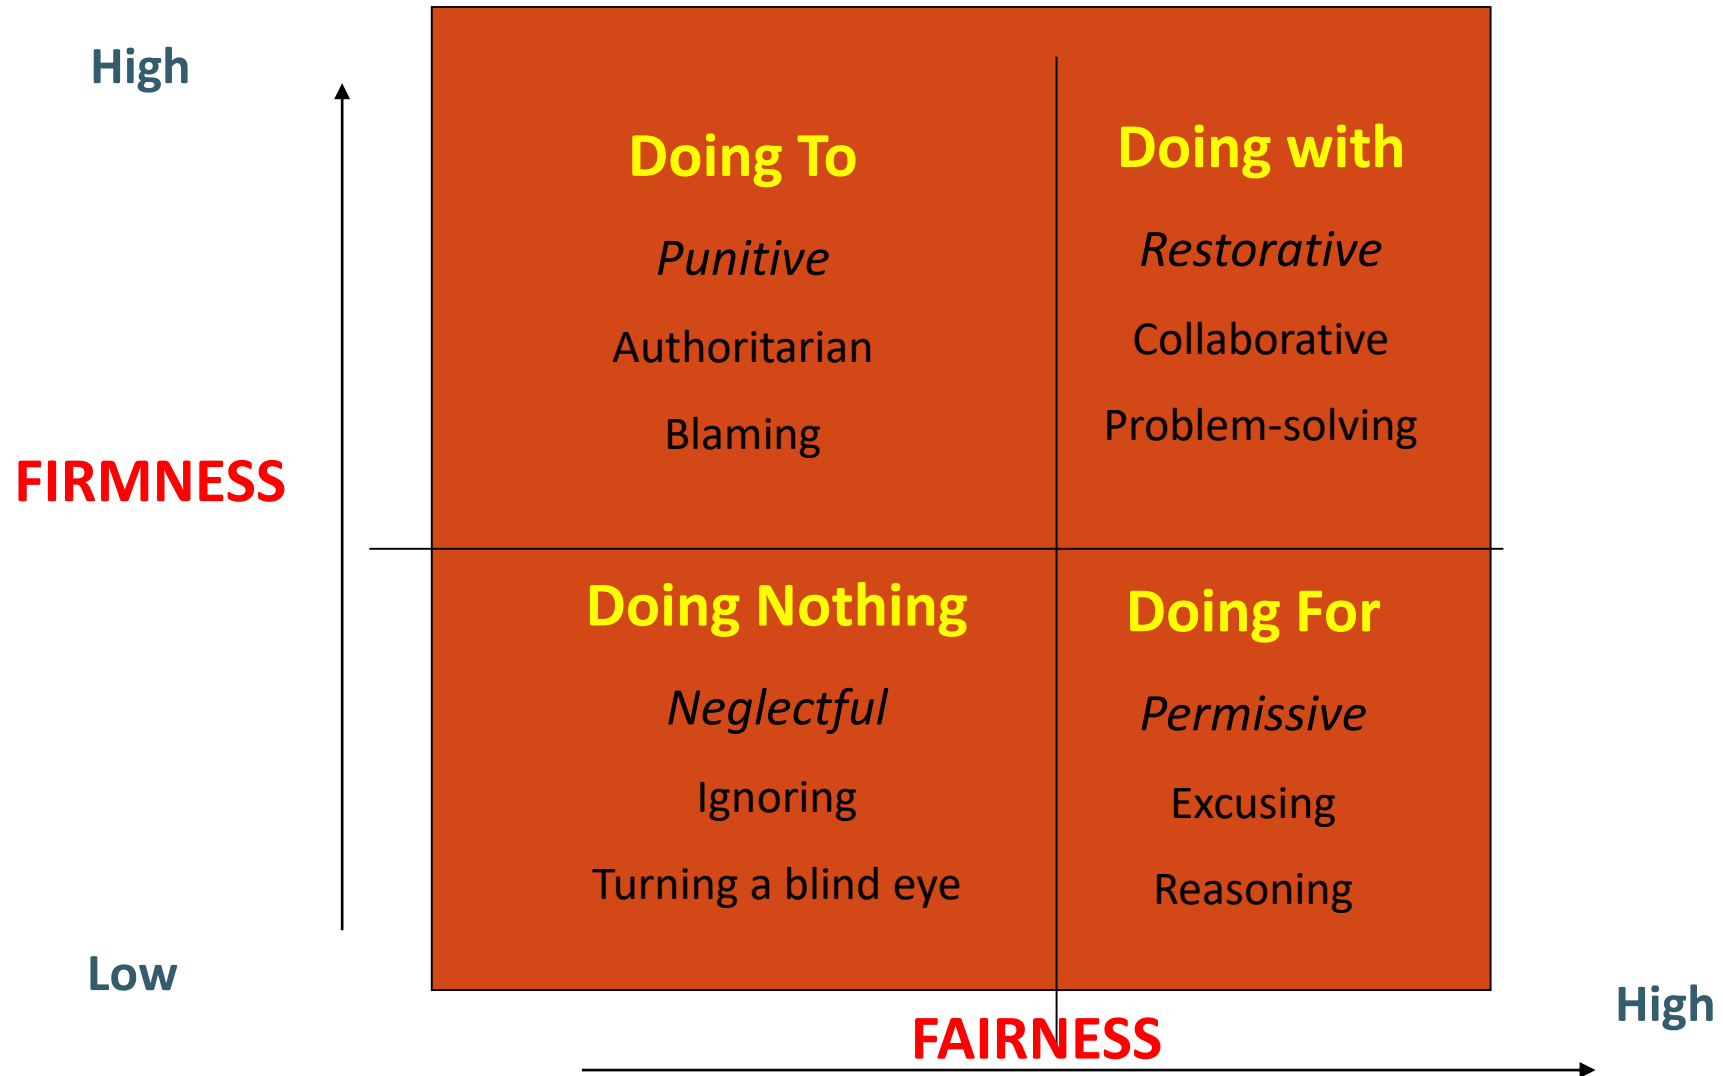 High
Doing To
Punitive
Authoritarian
Blaming
Doing with
Restorative
Collaborative
Problem-solving
FIRMNESS
Doing Nothing
Neglectful
Ignoring
Turning a blind eye
Doing For
Permissive
Excusing
Reasoning
Low
FAIRNESS
High